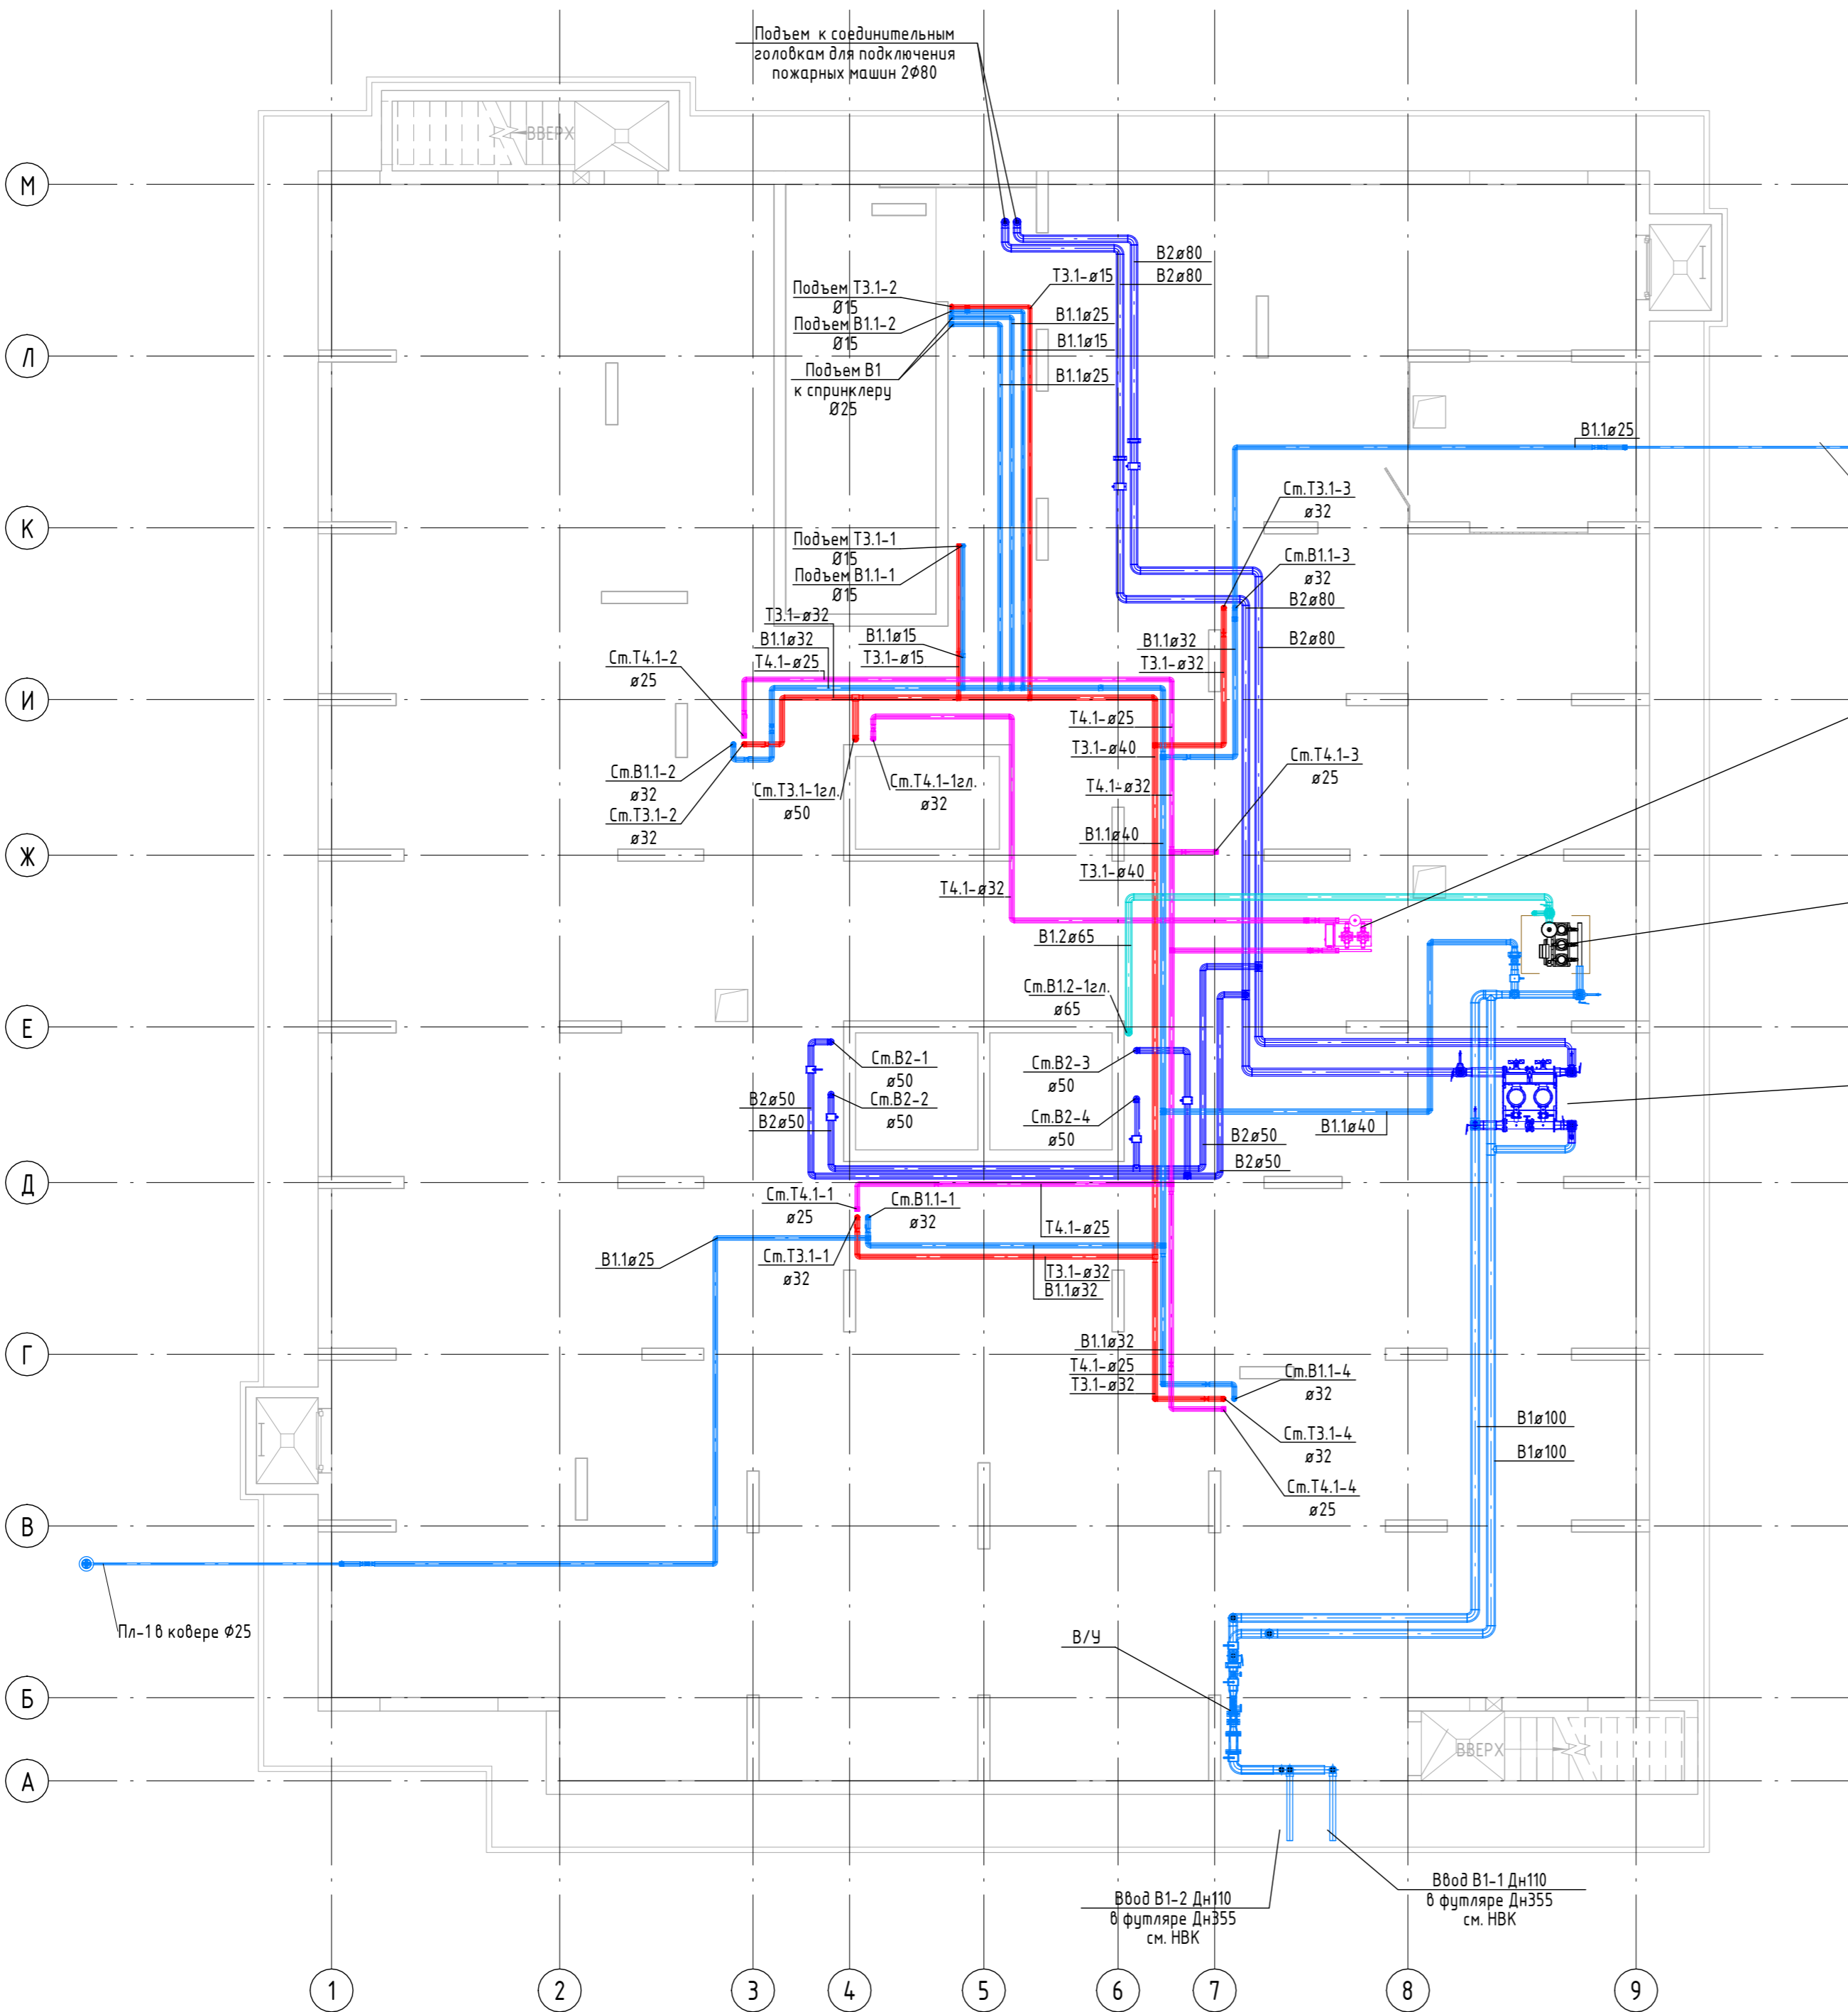 Подъем к соединительным
головкам для подключения
пожарных машин 2Ф80
ВВЕРХ
М
В2ø80
Т3.1-ø15
В2ø80
Подъем Т3.1-2
Ø15
В1.1ø25
Подъем В1.1-2
Ø15
В1.1ø15
Л
Подъем В1
к спринклеру
Ø25
В1.1ø25
В1.1ø25
Ст.Т3.1-3
ø32
К
Подъем Т3.1-1
Ø15
Ст.В1.1-3
ø32
Подъем В1.1-1
Ø15
В2ø80
Т3.1-ø32
В1.1ø32
В1.1ø15
В1.1ø32
В2ø80
Ст.Т4.1-2
ø25
Т4.1-ø25
Т3.1-ø15
Т3.1-ø32
И
Т4.1-ø25
Т3.1-ø40
Ст.Т4.1-3
ø25
Ст.В1.1-2
ø32
Ст.Т3.1-1гл.
ø50
Ст.Т4.1-1гл.
ø32
Т4.1-ø32
Ст.Т3.1-2
ø32
В1.1ø40
Ж
Т3.1-ø40
Т4.1-ø32
В1.2ø65
Ст.В1.2-1гл.
ø65
Е
Ст.В2-1
ø50
Ст.В2-3
ø50
В2ø50
Ст.В2-2
ø50
В2ø50
Ст.В2-4
ø50
В1.1ø40
В2ø50
В2ø50
Д
Ст.Т4.1-1
ø25
Ст.В1.1-1
ø32
Т4.1-ø25
В1.1ø25
Ст.Т3.1-1
ø32
Т3.1-ø32
В1.1ø32
Г
В1.1ø32
Т4.1-ø25
Т3.1-ø32
Ст.В1.1-4
ø32
В1ø100
Ст.Т3.1-4
ø32
В1ø100
Ст.Т4.1-4
ø25
В
Пл-1 в ковере Ф25
В/У
Б
ВВЕРХ
А
Ввод В1-2 Дн110
в футляре Дн355
см. НВК
Ввод В1-1 Дн110
в футляре Дн355
см. НВК
1
2
3
4
5
6
7
8
9